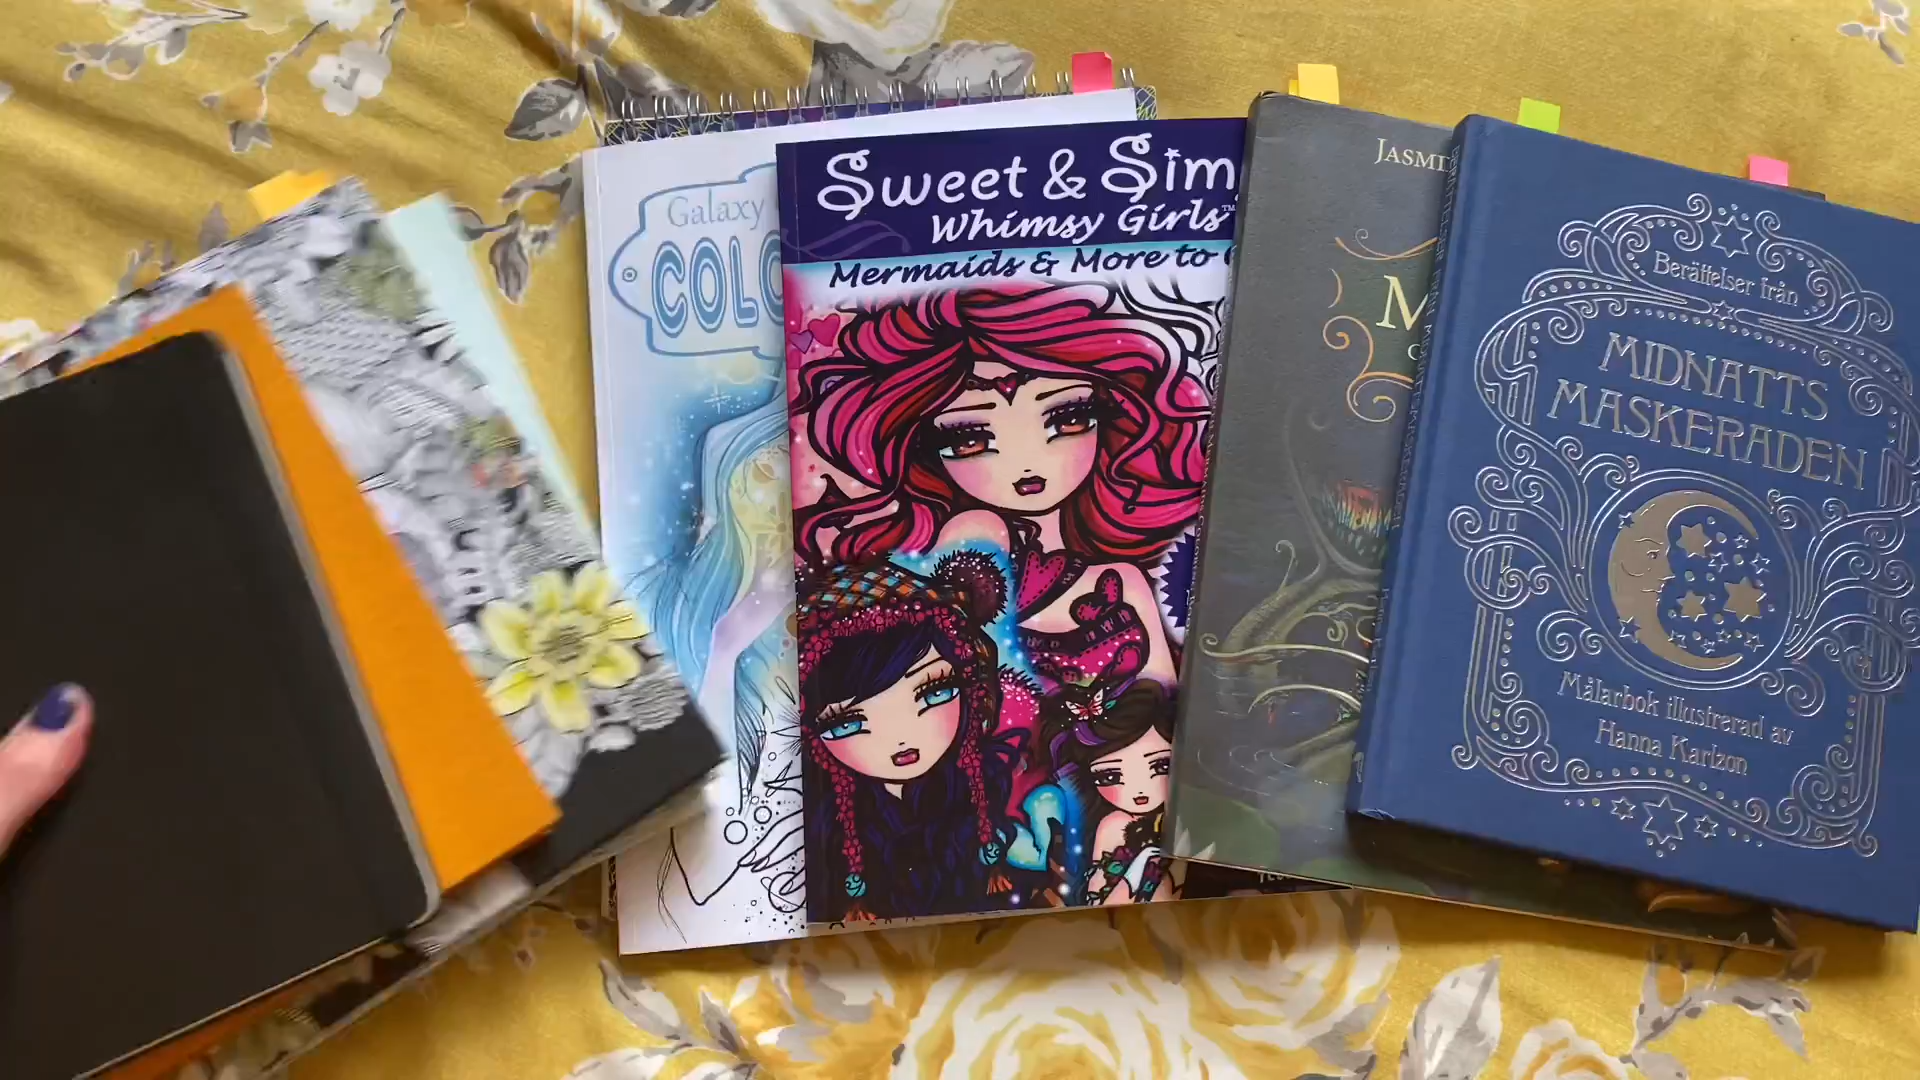 Galaxy
COLO
Sweet & Sim
Whimsy Girls™
Mermaids & More to
JASMI
M
Berättelser från
MIDNATTS
MASKERADEN
Målarbok illustrerad av
Hanna Karlzon